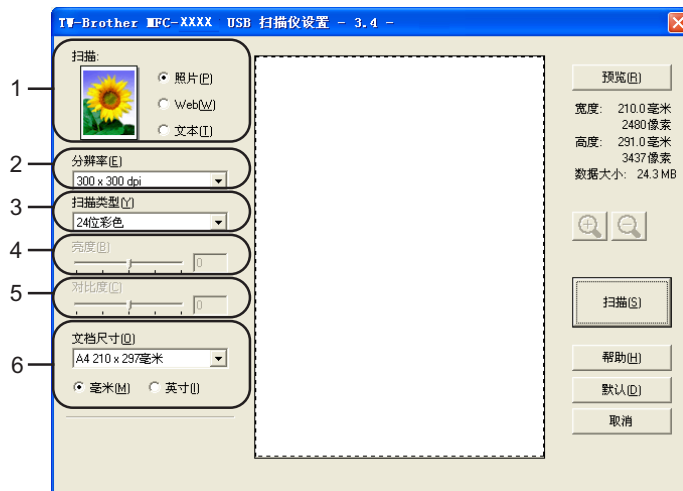 TW-Brother MFC-XXXX USB 扫描仪设置 - 3.4 -
1
扫描:
照片(P)
Web(W)
文本(T)
2
分辨率(E)
300 x 300 dpi
3
扫描类型(Y)
24位彩色
4
亮度(B)
0
5
对比度(C)
0
6
文档尺寸(O)
A4 210 x 297毫米
毫米(M) 英寸(I)
预览(R)
宽度: 210.0毫米
2480像素
高度: 291.0毫米
3437像素
数据大小: 24.3 MB
扫描(S)
帮助(H)
默认(D)
取消